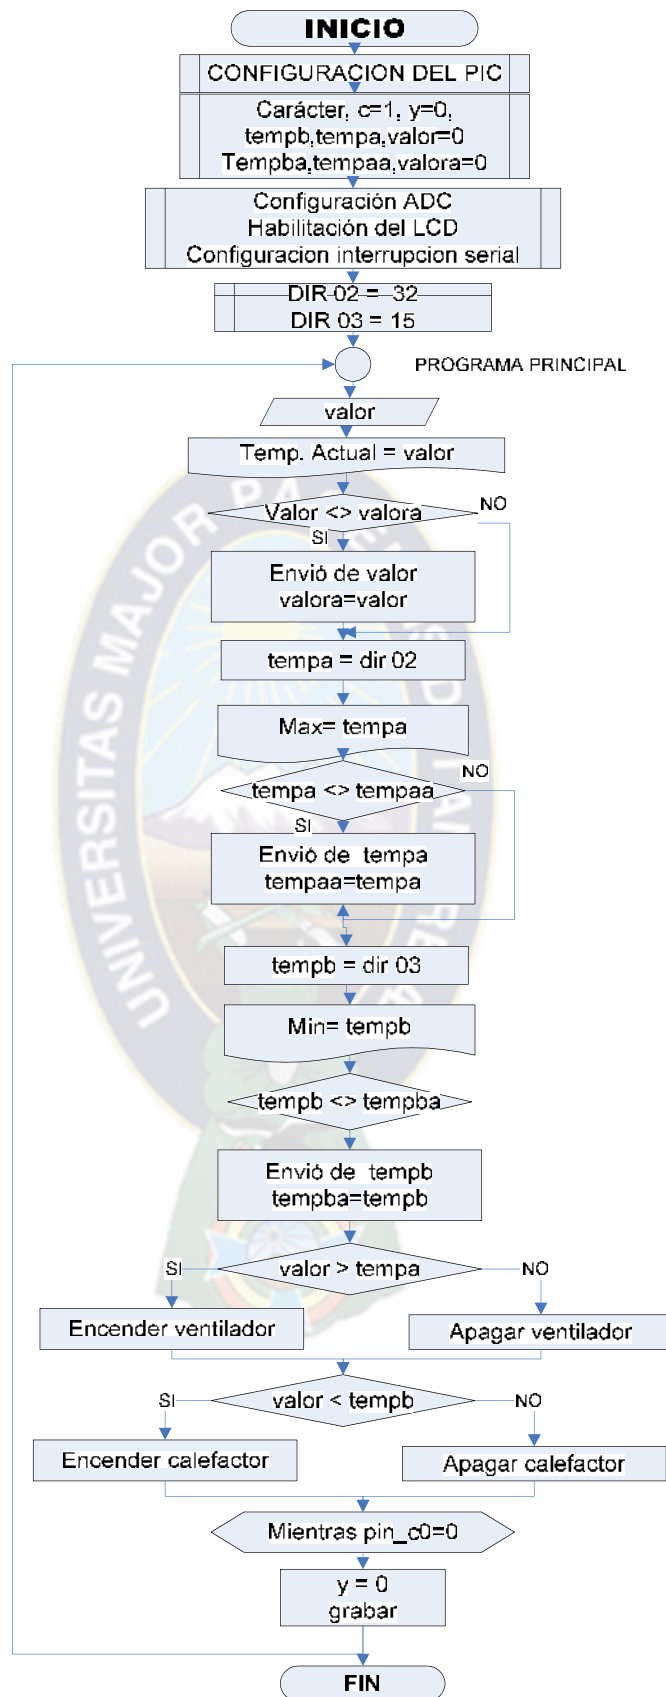 INICIO
CONFIGURACION DEL PIC
Carácter, c=1, y=0,
tempb,tempa,valor=0
Tempba,tempaa,valora=0
Configuración ADC
Habilitación del LCD
Configuracion interrupcion serial
DIR 02 = 32
DIR 03 = 15
PROGRAMA PRINCIPAL
valor
Temp. Actual = valor
Valor <> valora
NO
SI
Envió de valor
valora=valor
tempa = dir 02
Max= tempa
tempa <> tempaa
NO
SI
Envió de tempa
tempaa=tempa
tempb = dir 03
Min= tempb
tempb <> tempba
Envió de tempb
tempba=tempb
valor > tempa
SI
NO
Encender ventilador
Apagar ventilador
valor < tempb
SI
NO
Encender calefactor
Apagar calefactor
Mientras pin_c0=0
y = 0
grabar
FIN
UNIVERSITAS MAJOR